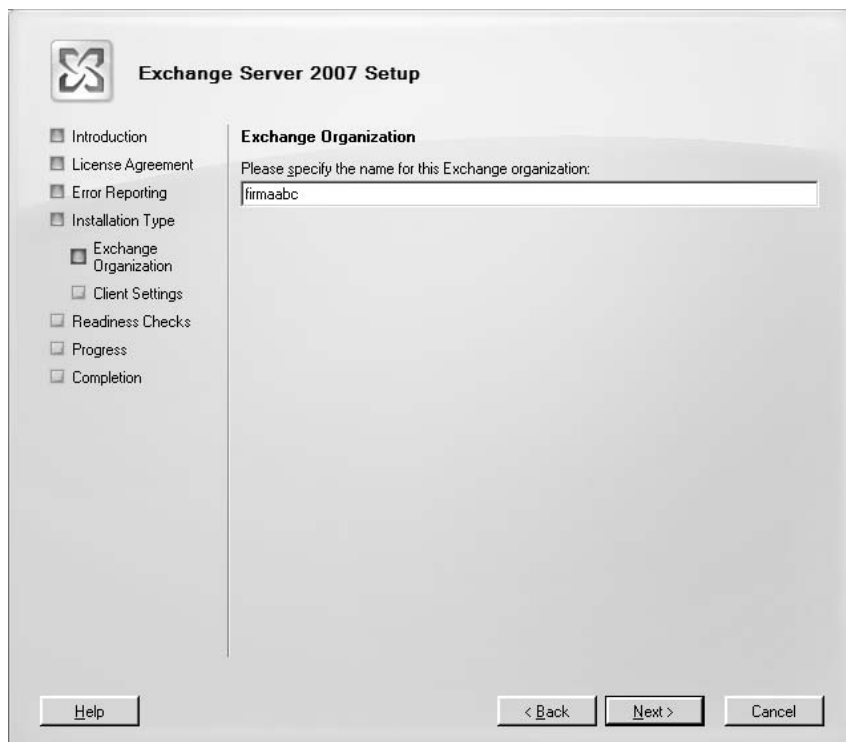 Exchange Server 2007 Setup
Introduction
License Agreement
Error Reporting
Installation Type
Exchange
Organization
Client Settings
Readiness Checks
Progress
Completion
Exchange Organization
Please specify the name for this Exchange organization:
firmaabc
Help
< Back
Next >
Cancel